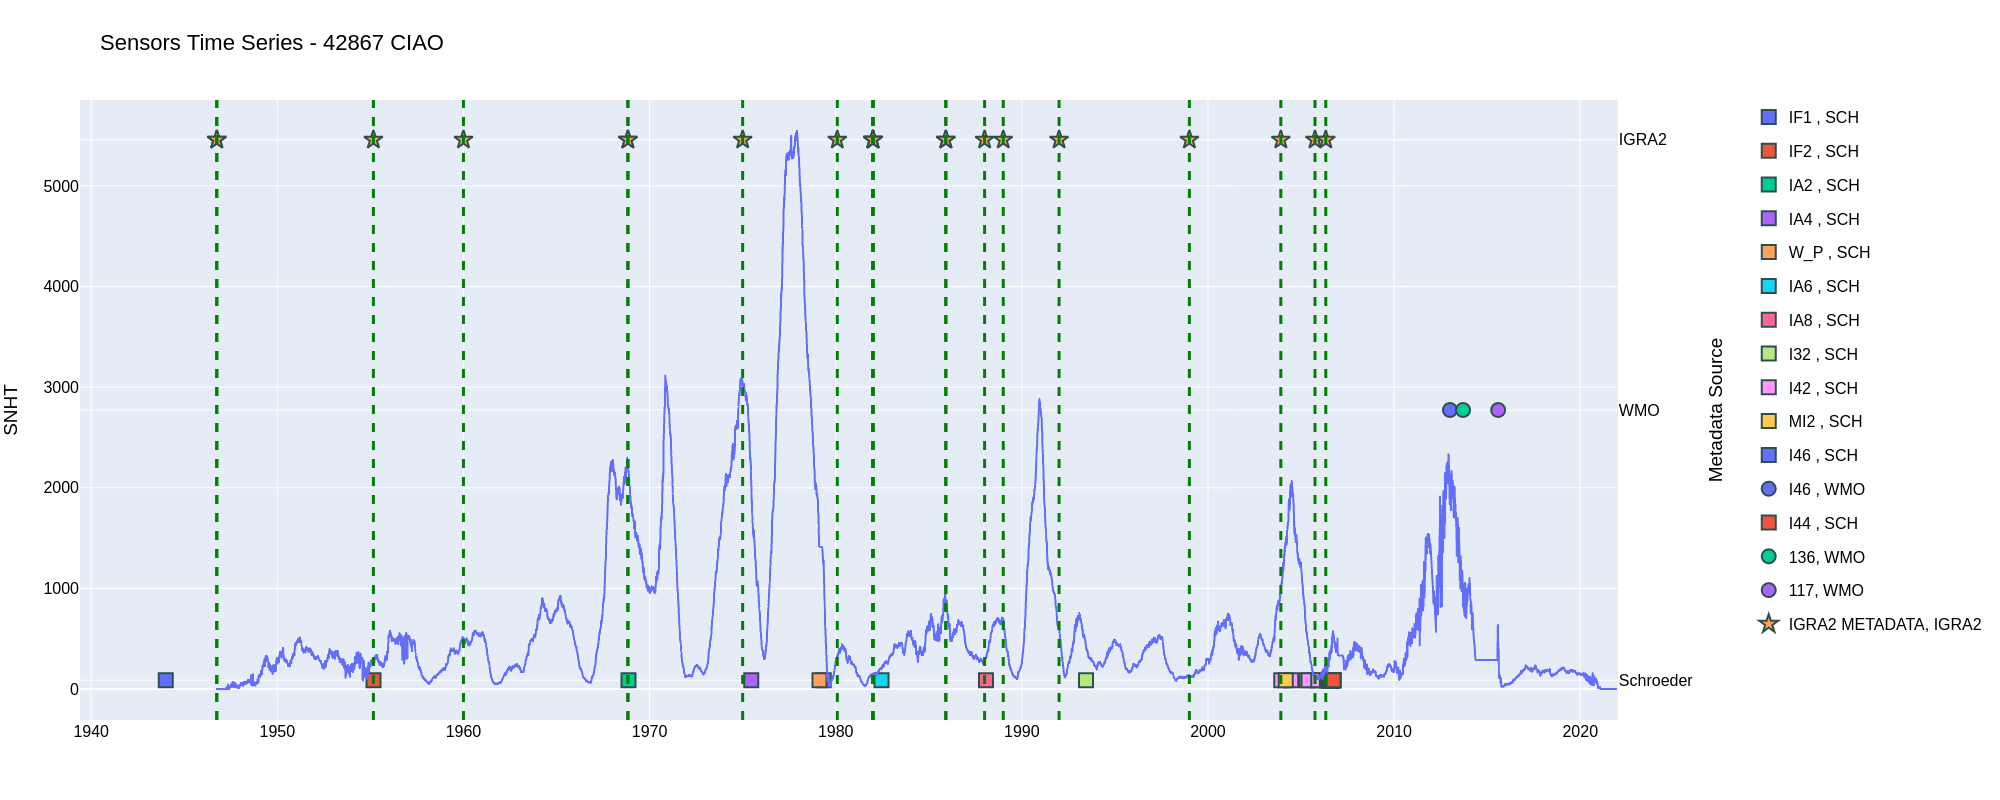 Sensors Time Series - 42867 CIAO
SNHT
5000
4000
3000
2000
1000
0
1940
1950
1960
1970
1980
1990
2000
2010
2020
IGRA2
WMO
Schroeder
Metadata Source
IF1 , SCH
IF2 , SCH
IA2 , SCH
IA4 , SCH
W_P , SCH
IA6 , SCH
IA8 , SCH
I32 , SCH
I42 , SCH
MI2 , SCH
I46 , SCH
I46 , WMO
I44 , SCH
136, WMO
117, WMO
IGRA2 METADATA, IGRA2